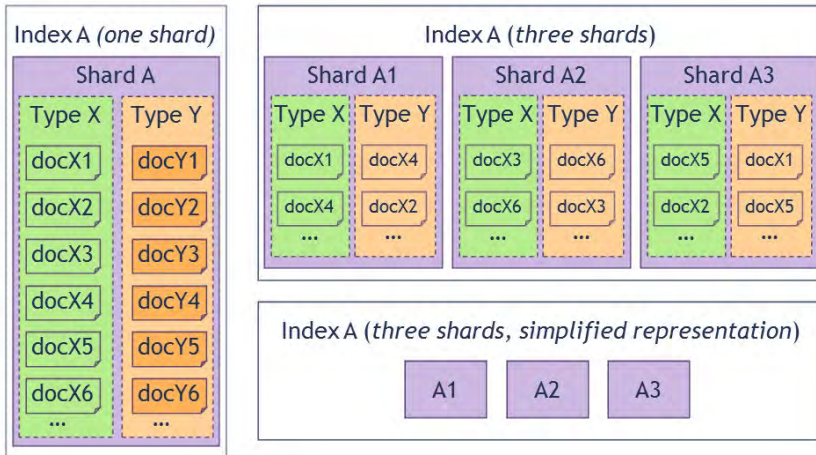 Index A (one shard)
Shard A
Type X Type Y
docX1 docY1
docX2 docY2
docX3 docY3
docX4 docY4
docX5 docY5
docX6 docY6
... ...
Index A (three shards)
Shard A1 Shard A2 Shard A3
Type X Type Y Type X Type Y Type X Type Y
docX1 docX4 docX3 docX6 docX5 docX1
docX4 docX2 docX6 docX3 docX2 docX5
... ... ... ... ... ...
Index A (three shards, simplified representation)
A1 A2 A3